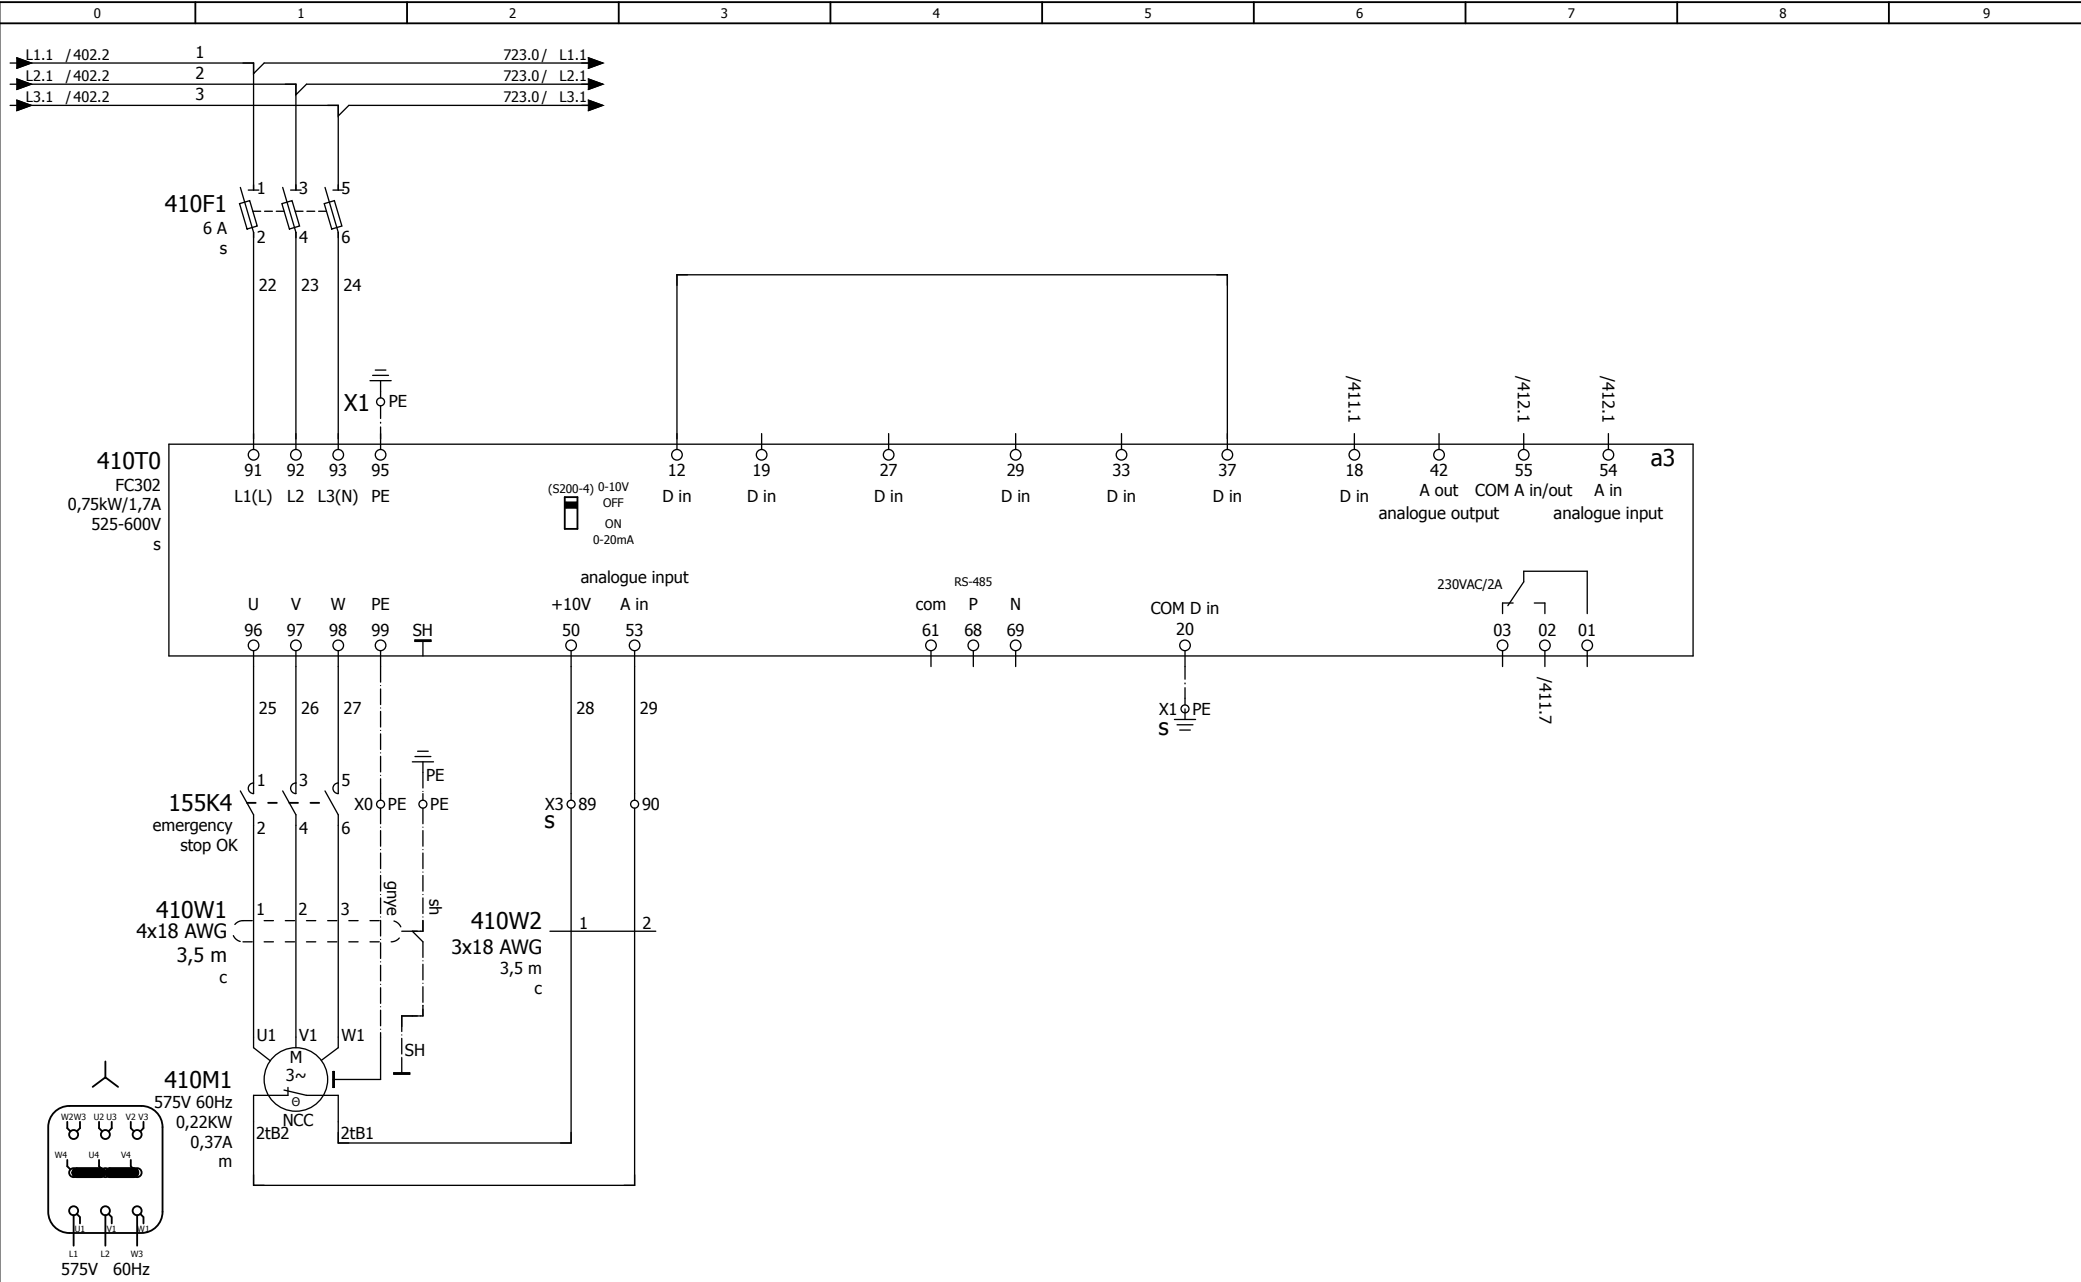 0 1 2 3 4 5 6 7 8 9
L1.1 /402.2 1 723.0/ L1.1
L2.1 /402.2 2 723.0/ L2.1
L3.1 /402.2 3 723.0/ L3.1
1 3 5
410F1
6 A
s
2 4 6
22 23 24
X1 PE
/411.1 /412.1 /412.1
410T0
FC302
0,75kW/1,7A
525-600V
s
91 92 93 95 12 19 27 29 33 37 18 42 55 54 a3
L1(L) L2 L3(N) PE D in D in D in D in D in D in D in A out COM A in/out A in
analogue output analogue input
(S200-4) 0-10V
OFF
ON
0-20mA
analogue input
RS-485
230VAC/2A
U V W PE +10V A in com P N COM D in
96 97 98 99 SH 50 53 61 68 69 20 03 02 01
25 26 27 28 29
X1 PE
S
/411.7
PE
1 3 5
155K4
emergency
stop OK
2 4 6
X0 PE PE
X3 89 90
S
gnye sh
410W1
4x18 AWG
3,5 m
c
1 2 3
410W2
3x18 AWG
3,5 m
c
1 2
U1 V1 W1
M
3~
Θ
NCC
SH
410M1
575V 60Hz
0,22KW
0,37A
m
2tB2 2tB1
W2W3 U2 U3 V2 V3
W4 U4 V4
U1 V1 W1
L1 L2 W3
575V 60Hz